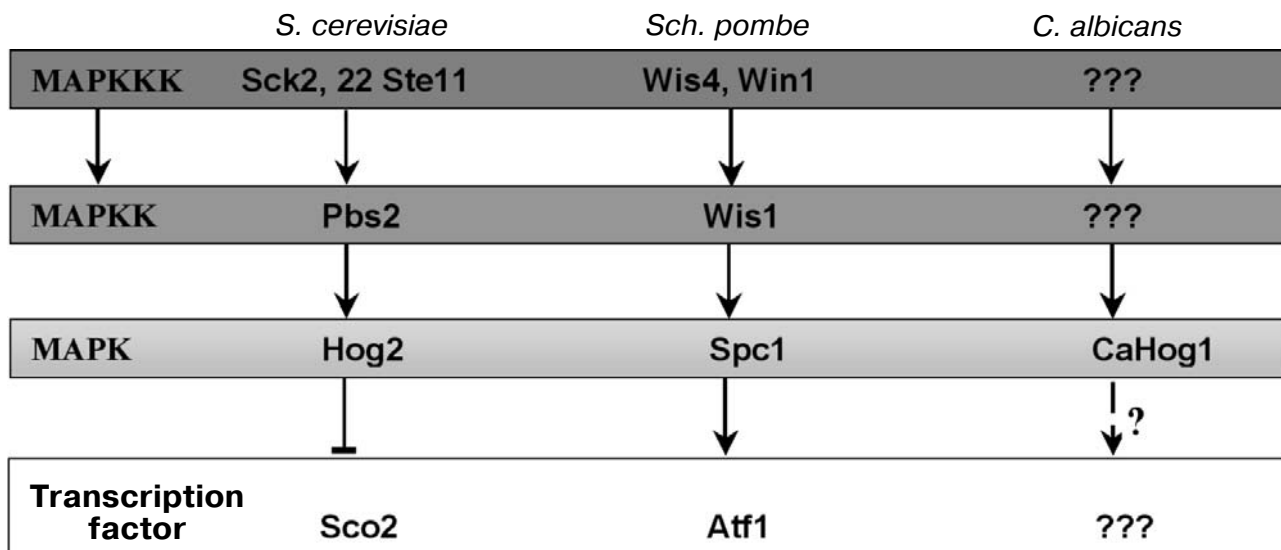 S. cerevisiae Sch. pombe C. albicans
MAPKKK Sck2, 22 Ste11 Wis4, Win1 ???
MAPKK Pbs2 Wis1 ???
MAPK Hog2 Spc1 CaHog1
?
Transcription
factor Sco2 Atf1 ???